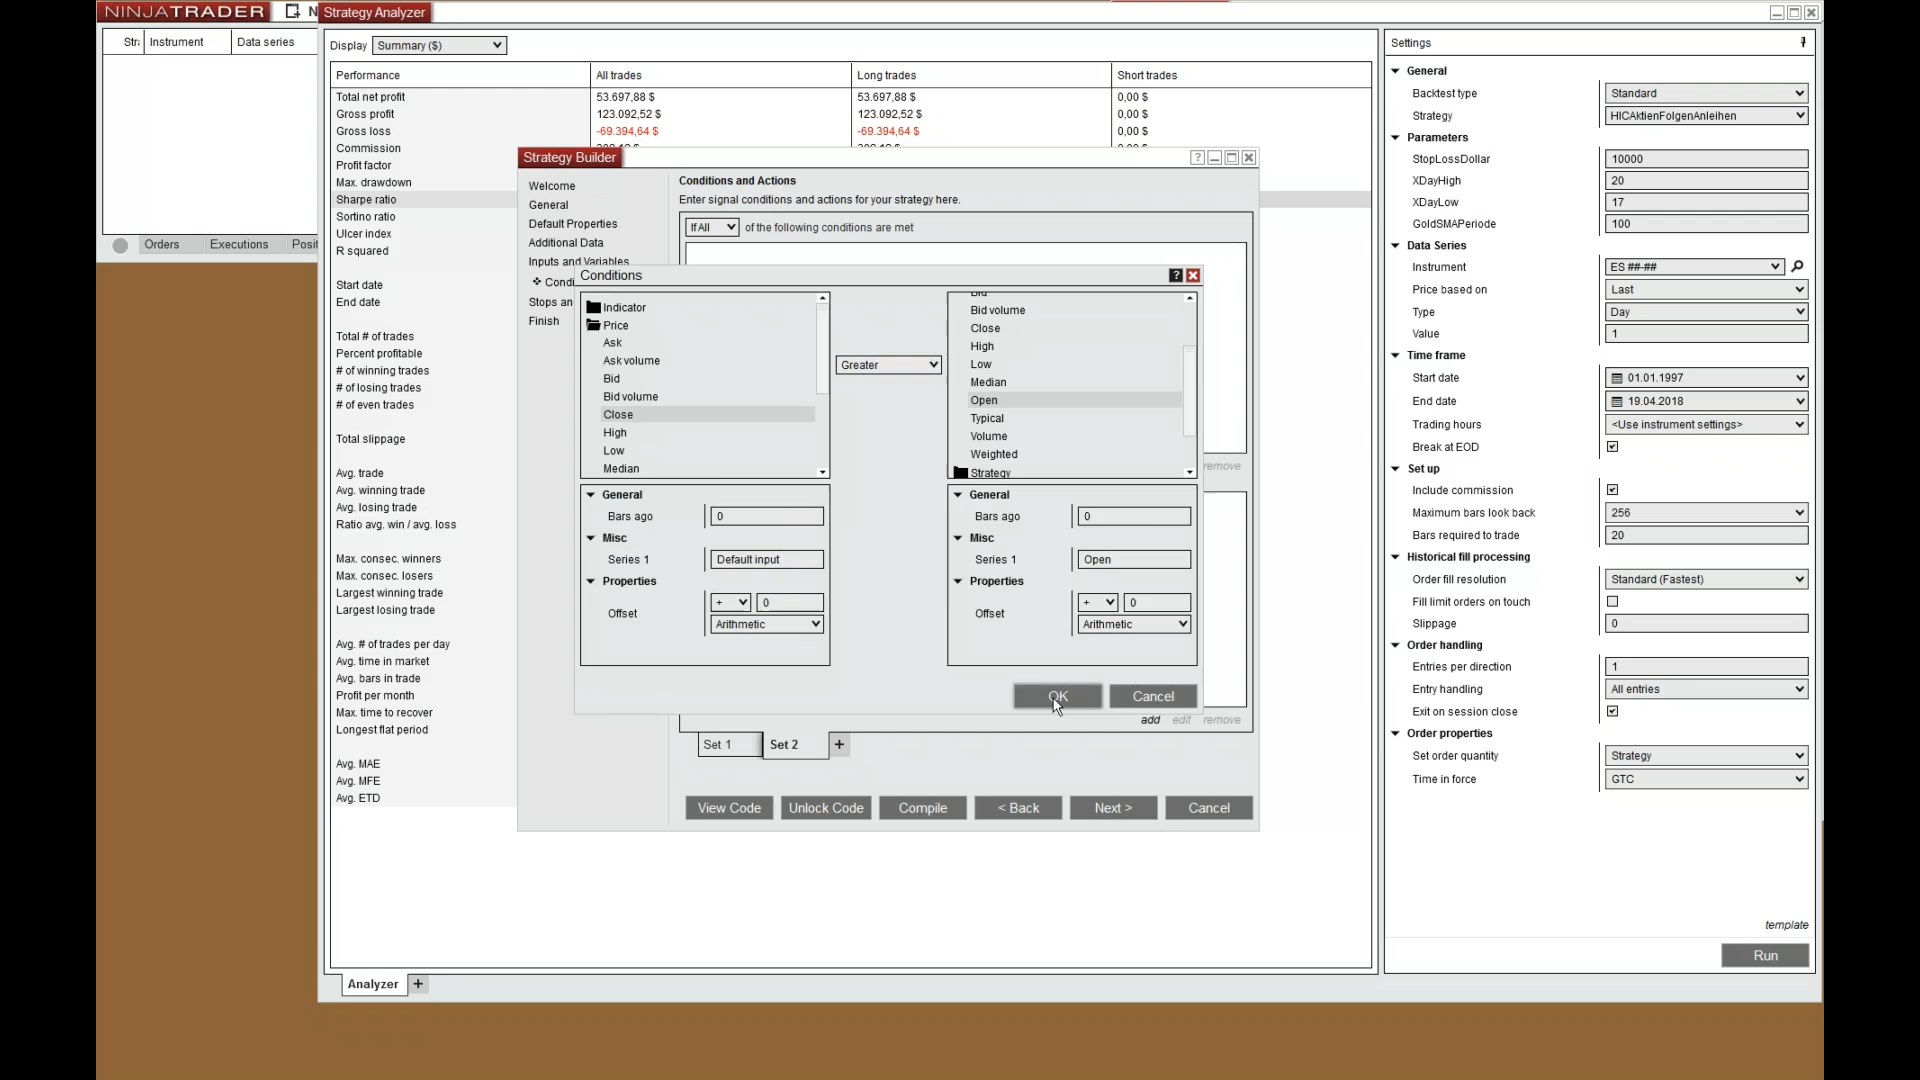 NINJATRADER
N
Strategy Analyzer
Instrument
Data series
Display
Summary ($)
Performance
All trades
Long trades
Short trades
Total net profit
53.697,88 $
53.697,88 $
0,00 $
Gross profit
123.092,52 $
123.092,52 $
0,00 $
Gross loss
-69.394,64 $
-69.394,64 $
0,00 $
Commission
Profit factor
Max. drawdown
Sharpe ratio
Sortino ratio
Ulcer index
R squared
Start date
End date
Total # of trades
Percent profitable
# of winning trades
# of losing trades
# of even trades
Total slippage
Avg. trade
Avg. winning trade
Avg. losing trade
Ratio avg. win / avg. loss
Max. consec. winners
Max. consec. losers
Largest winning trade
Largest losing trade
Avg. # of trades per day
Avg. time in market
Avg. bars in trade
Profit per month
Max. time to recover
Longest flat period
Avg. MAE
Avg. MFE
Avg. ETD
Orders
Executions
Analyzer
+
Strategy Builder
?
Welcome
General
Default Properties
Additional Data
Inputs and Variables
Condi
Stops an
Finish
Conditions and Actions
Enter signal conditions and actions for your strategy here.
If All
of the following conditions are met
remove
add edit remove
Set 1
Set 2
+
View Code
Unlock Code
Compile
< Back
Next >
Cancel
Conditions
?
Indicator
Price
Ask
Ask volume
Bid
Bid volume
Close
High
Low
Median
Greater
Bid
Bid volume
Close
High
Low
Median
Open
Typical
Volume
Weighted
Strategy
General
Bars ago
0
Misc
Series 1
Default input
Properties
Offset
+
0
Arithmetic
General
Bars ago
0
Misc
Series 1
Open
Properties
Offset
+
0
Arithmetic
OK
Cancel
Settings
General
Backtest type
Standard
Strategy
HICAktienFolgenAnleihen
Parameters
StopLossDollar
10000
XDayHigh
20
XDayLow
17
GoldSMAPeriode
100
Data Series
Instrument
ES ##-##
Price based on
Last
Type
Day
Value
1
Time frame
Start date
01.01.1997
End date
19.04.2018
Trading hours
<Use instrument settings>
Break at EOD
Set up
Include commission
Maximum bars look back
256
Bars required to trade
20
Historical fill processing
Order fill resolution
Standard (Fastest)
Fill limit orders on touch
Slippage
0
Order handling
Entries per direction
1
Entry handling
All entries
Exit on session close
Order properties
Set order quantity
Strategy
Time in force
GTC
template
Run